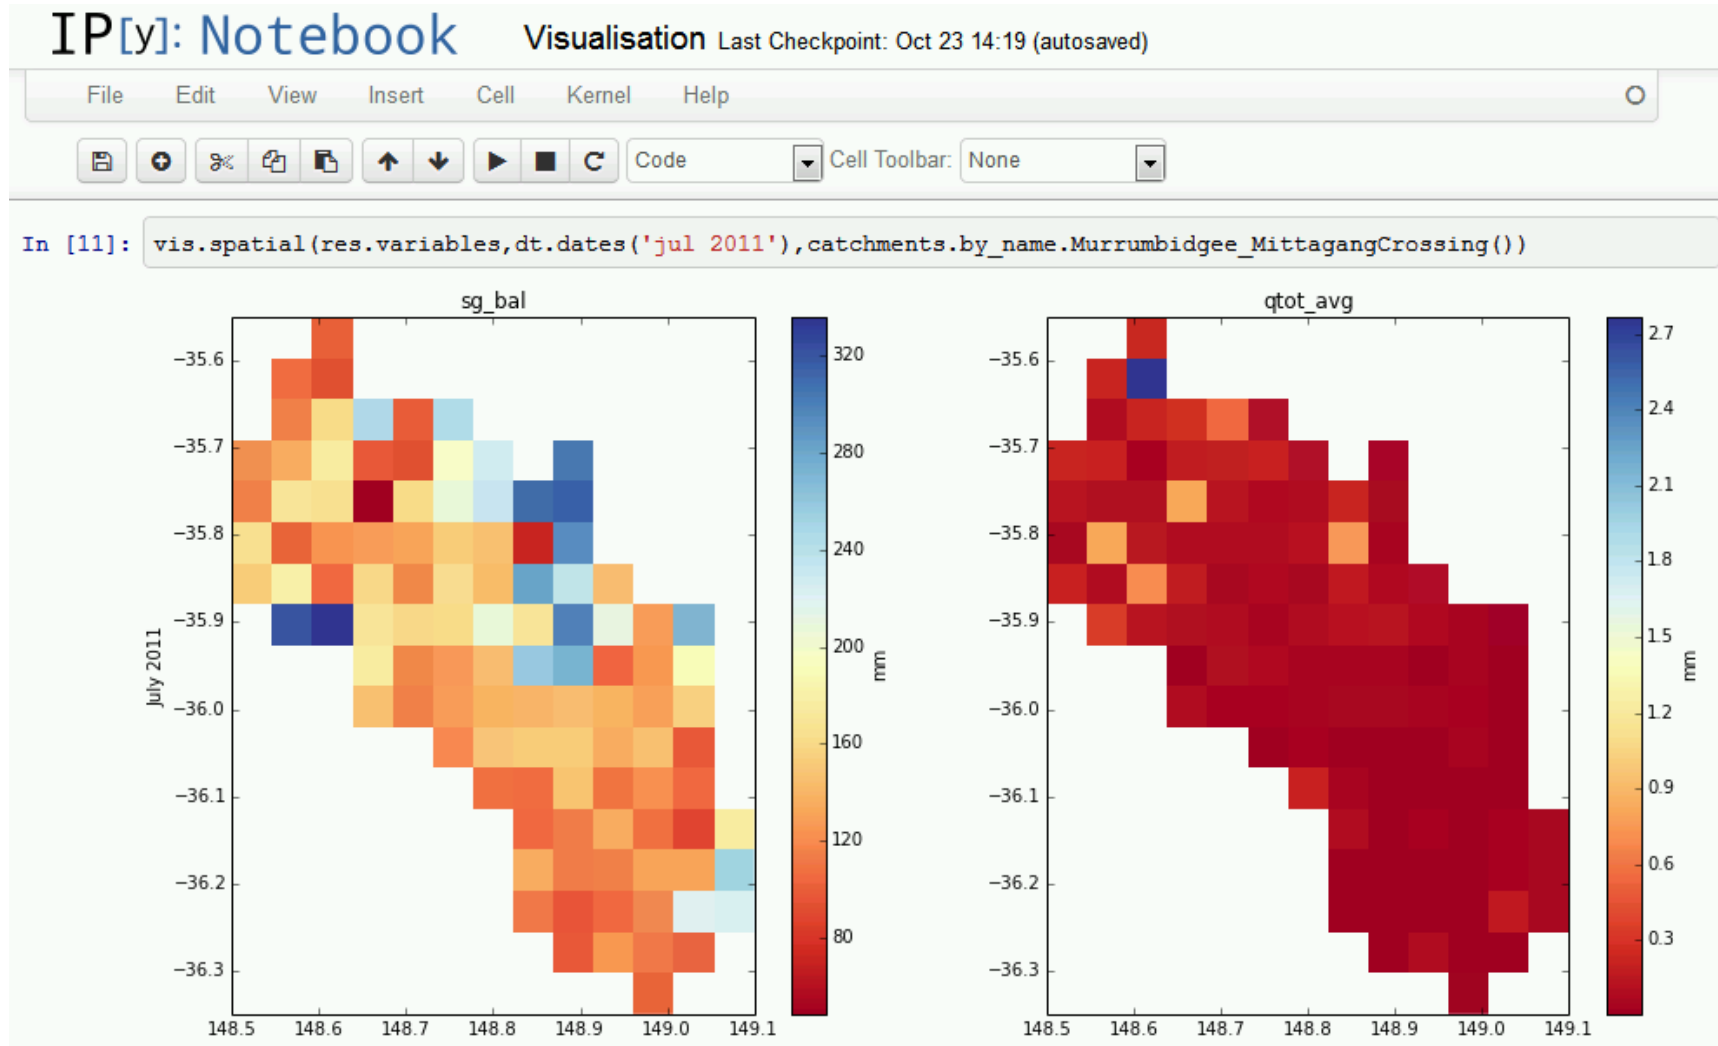 IP[y]: Notebook Visualisation Last Checkpoint: Oct 23 14:19 (autosaved)
File Edit View Insert Cell Kernel Help
Code Cell Toolbar: None
In [11]: vis.spatial(res.variables,dt.dates('jul 2011'),catchments.by_name.Murrumbidgee_MittagangCrossing())
sg_bal
July 2011
−35.6
−35.7
−35.8
−35.9
−36.0
−36.1
−36.2
−36.3
148.5 148.6 148.7 148.8 148.9 149.0 149.1
320
280
240
200
160
120
80
mm
qtot_avg
−35.6
−35.7
−35.8
−35.9
−36.0
−36.1
−36.2
−36.3
148.5 148.6 148.7 148.8 148.9 149.0 149.1
2.7
2.4
2.1
1.8
1.5
1.2
0.9
0.6
0.3
mm